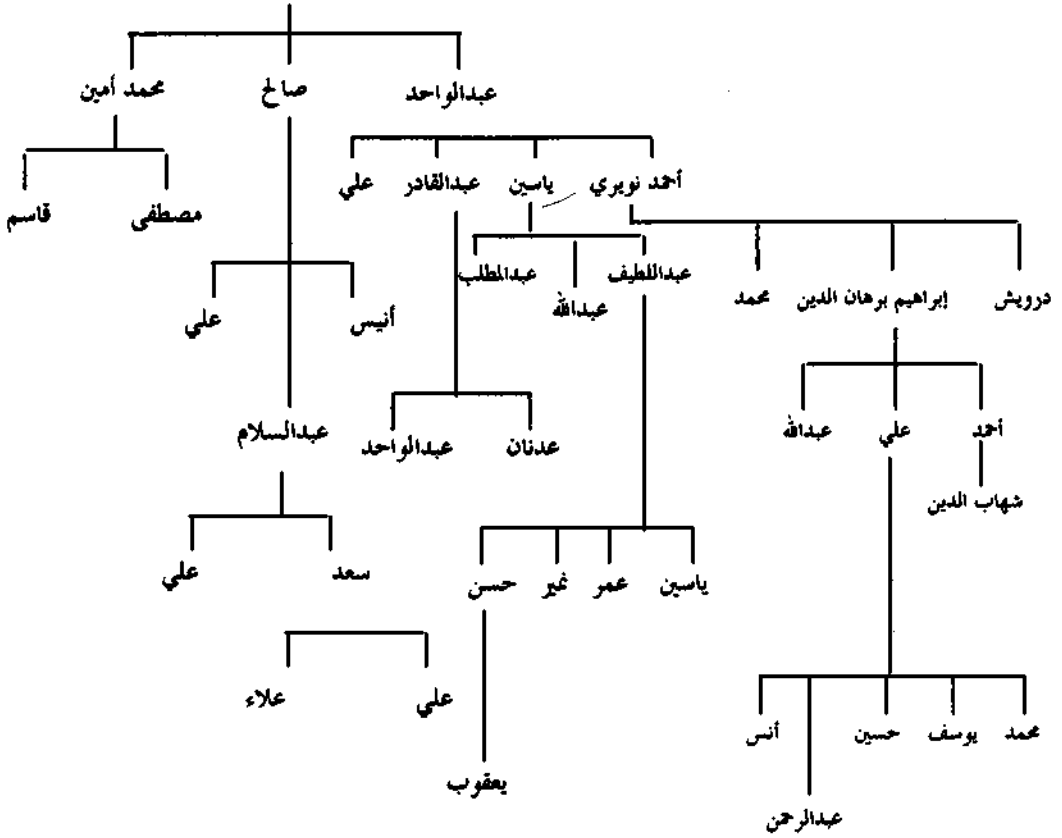 عبدالواحد
صالح
محمد أمين
أحمد نويري
ياسين
عبدالقادر
علي
مصطفى
قاسم
درويش
إبراهيم برهان الدين
محمد
عبداللطيف
عبدالله
عبدالمطلب
أنيس
علي
أحمد
علي
عبدالله
عدنان
عبدالواحد
عبدالسلام
شهاب الدين
ياسين
عمر
نمير
حسن
سعد
علي
علي
علاء
محمد
يوسف
حسين
أنس
يعقوب
عبدالرحمن